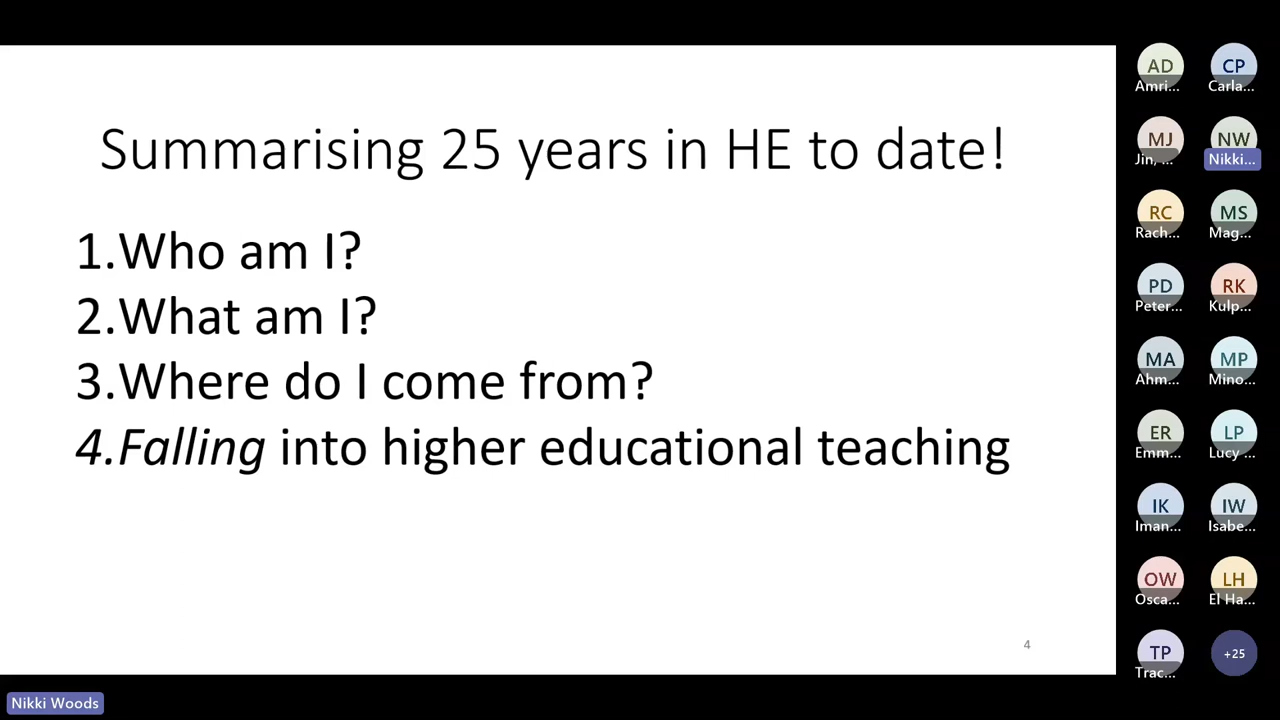 Summarising 25 years in HE to date!
1.Who am I?
2.What am I?
3.Where do I come from?
4.Falling into higher educational teaching
4
Nikki Woods
AD
Amri...
CP
Carla...
MJ
Jin, ...
NW
Nikki...
RC
Rach...
MS
Mag...
PD
Peter...
RK
Kulp...
MA
Ahm...
MP
Mino...
ER
Emm...
LP
Lucy ...
IK
Iman...
IW
Isabe...
OW
Osca...
LH
El Ha...
TP
Trac...
+25